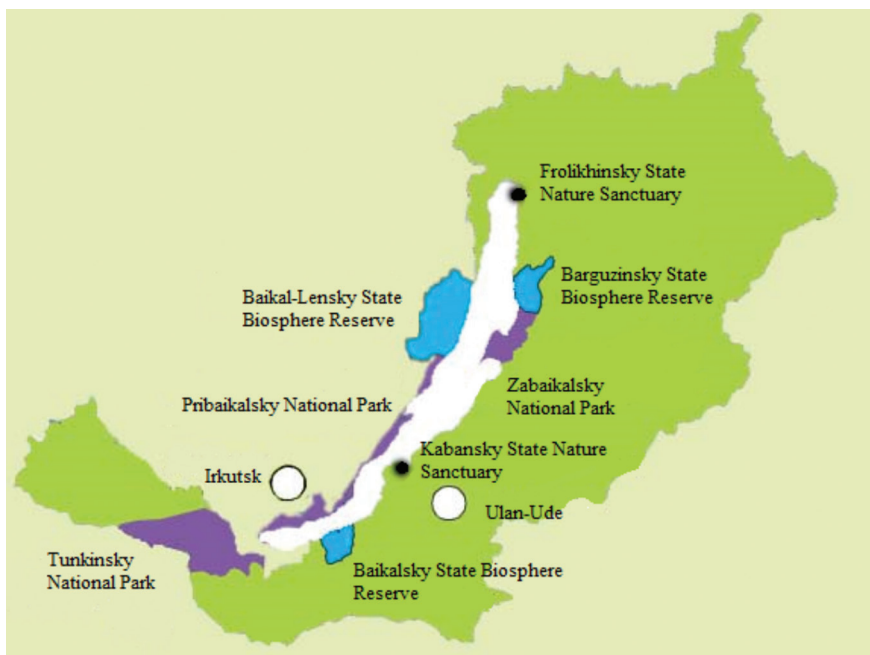 Frolikhinsky State
Nature Sanctuary
Baikal-Lensky State
Biosphere Reserve
Barguzinsky State
Biosphere Reserve
Pribaikalsky National Park
Zabaikalsky
National Park
Kabansky State Nature
Sanctuary
Irkutsk
Ulan-Ude
Tunkinsky
National Park
Baikalsky State Biosphere
Reserve